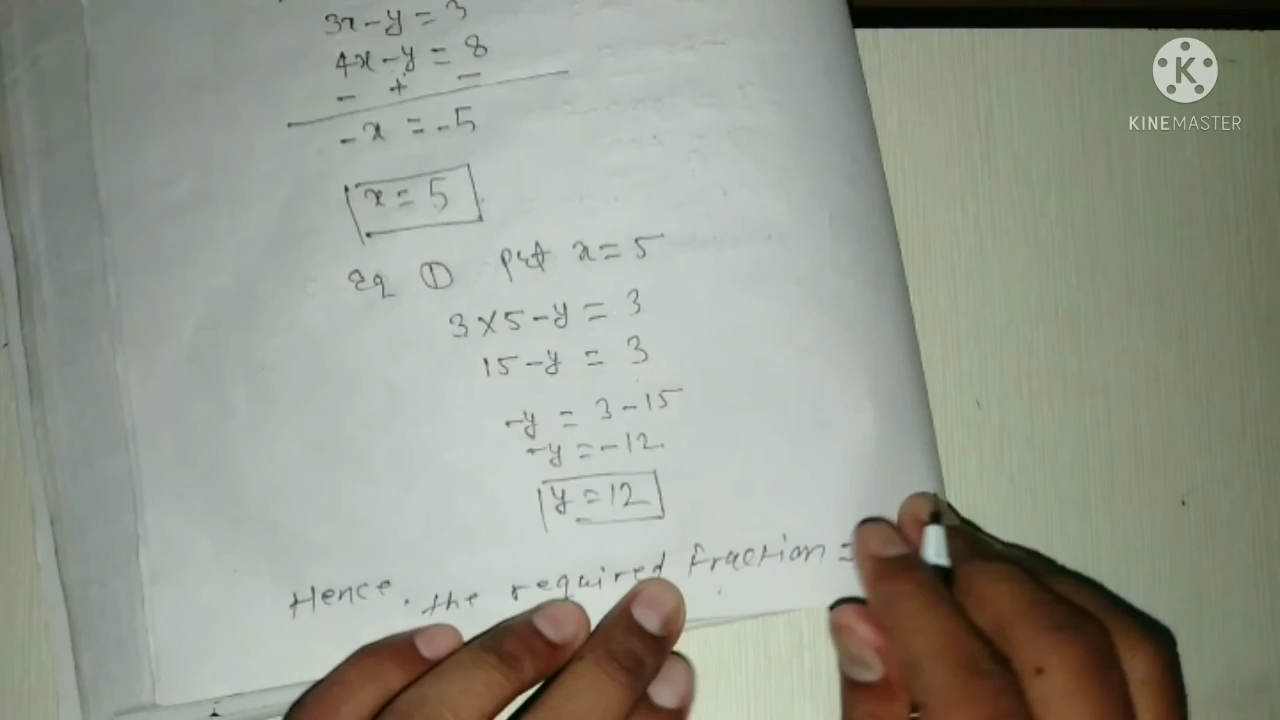 3x-y=3
4x-y=8
- + -
-x=-5
x=5
Eq ① put x=5
3×5-y=3
15-y=3
-y=3-15
-y=-12
y=12
Hence, the required fraction =
KINEMASTER